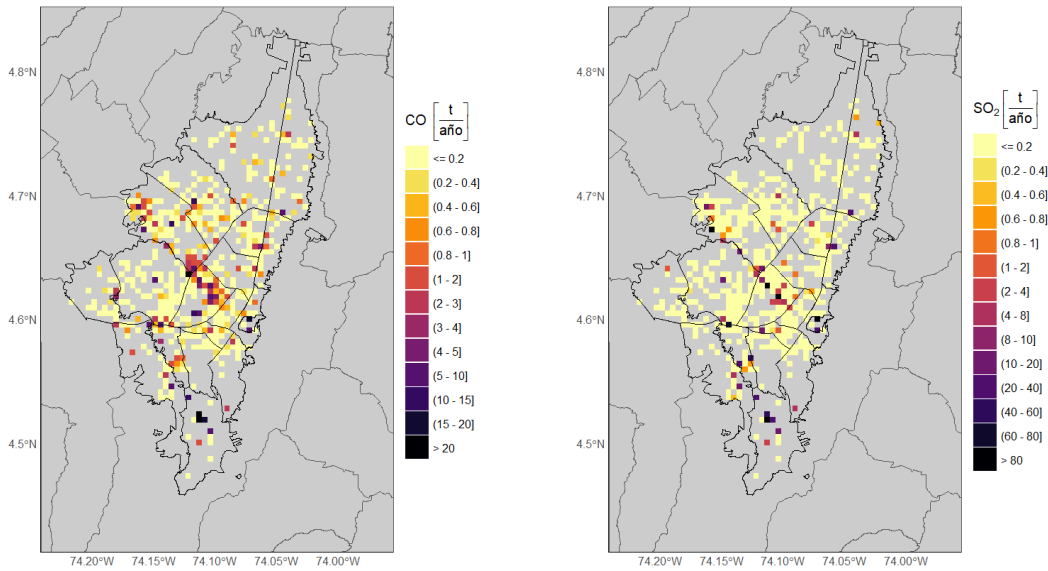 4.8°N
4.7°N
4.6°N
4.5°N
74.20°W 74.15°W 74.10°W 74.05°W 74.00°W
CO [t/año]
<= 0.2
(0.2 - 0.4]
(0.4 - 0.6]
(0.6 - 0.8]
(0.8 - 1]
(1 - 2]
(2 - 3]
(3 - 4]
(4 - 5]
(5 - 10]
(10 - 15]
(15 - 20]
> 20
4.8°N
4.7°N
4.6°N
4.5°N
74.20°W 74.15°W 74.10°W 74.05°W 74.00°W
SO₂ [t/año]
<= 0.2
(0.2 - 0.4]
(0.4 - 0.6]
(0.6 - 0.8]
(0.8 - 1]
(1 - 2]
(2 - 4]
(4 - 8]
(8 - 10]
(10 - 20]
(20 - 40]
(40 - 60]
(60 - 80]
> 80